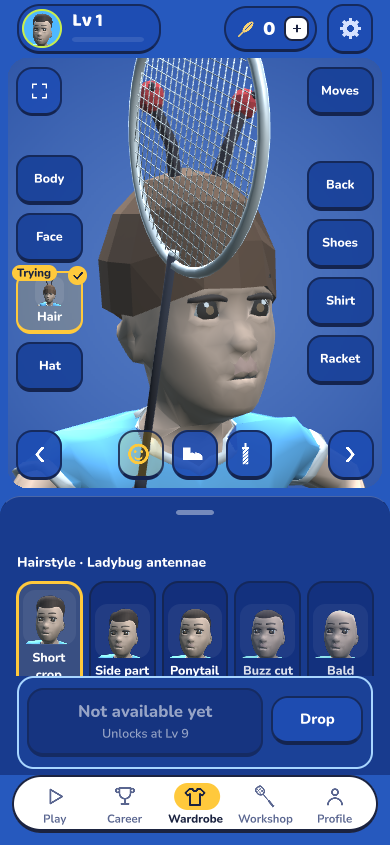 Lv 1
0
+
Moves
Body
Back
Face
Shoes
Trying
Hair
Shirt
Hat
Racket
Hairstyle · Ladybug antennae
Short
crop
Side part
Ponytail
Buzz cut
Bald
Not available yet
Unlocks at Lv 9
Drop
Play
Career
Wardrobe
Workshop
Profile